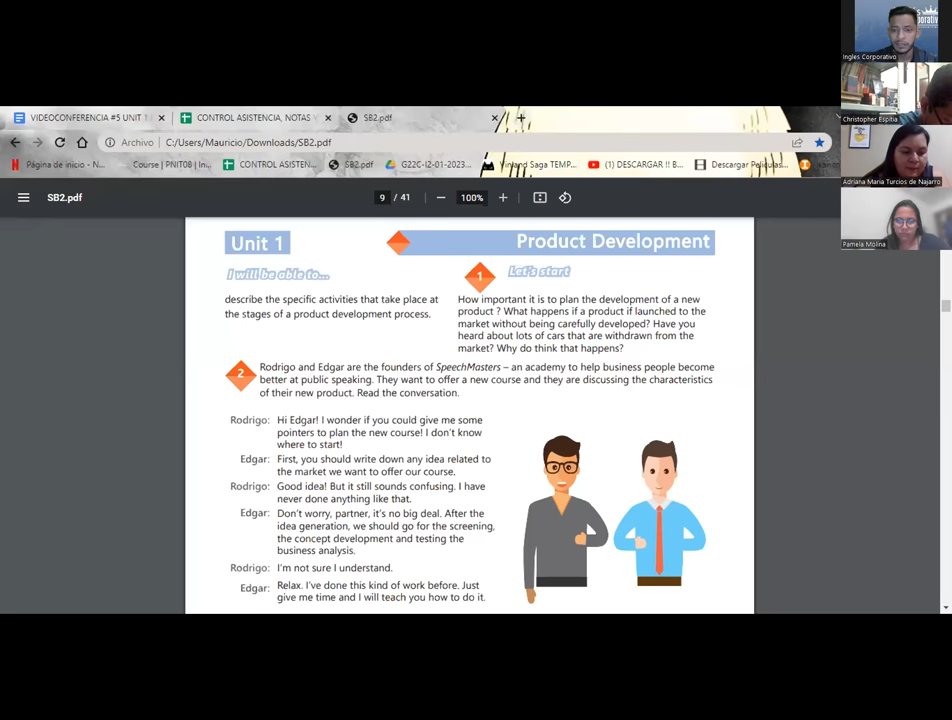 Ingles Corporativo
Christopher Espitia
Adriana Maria Turcios de Najarro
Pamela Molina
VIDEOCONFERENCIA #5 UNIT 1
CONTROL ASISTENCIA, NOTAS Y
SB2.pdf
Archivo
C:/Users/Mauricio/Downloads/SB2.pdf
Página de inicio - N...
Course | PNIT08 | In...
CONTROL ASISTEN...
SB2.pdf
G22C-I2-01-2023...
Vinland Saga TEMP...
(1) DESCARGAR !! B...
Descargar Películas...
SB2.pdf
9 / 41
100%
Unit 1
Product Development
I will be able to...
describe the specific activities that take place at
the stages of a product development process.
1
Let's start
How important it is to plan the development of a new
product ? What happens if a product if launched to the
market without being carefully developed? Have you
heard about lots of cars that are withdrawn from the
market? Why do think that happens?
2
Rodrigo and Edgar are the founders of SpeechMasters – an academy to help business people become
better at public speaking. They want to offer a new course and they are discussing the characteristics
of their new product. Read the conversation.
Rodrigo: Hi Edgar! I wonder if you could give me some
pointers to plan the new course! I don't know
where to start!
Edgar: First, you should write down any idea related to
the market we want to offer our course.
Rodrigo: Good idea! But it still sounds confusing. I have
never done anything like that.
Edgar: Don't worry, partner, it's no big deal. After the
idea generation, we should go for the screening,
the concept development and testing the
business analysis.
Rodrigo: I'm not sure I understand.
Edgar: Relax. I've done this kind of work before. Just
give me time and I will teach you how to do it.